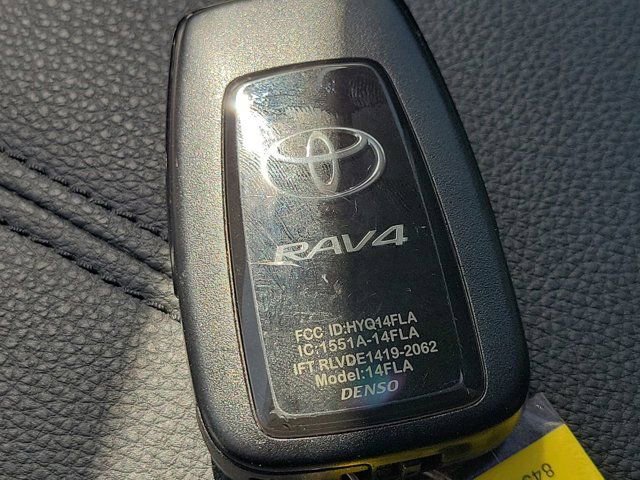 RAV4
FCC ID:HYQ14FLA
IC:1551A-14FLA
IFT RLVDE1419-2062
Model:14FLA
DENSO